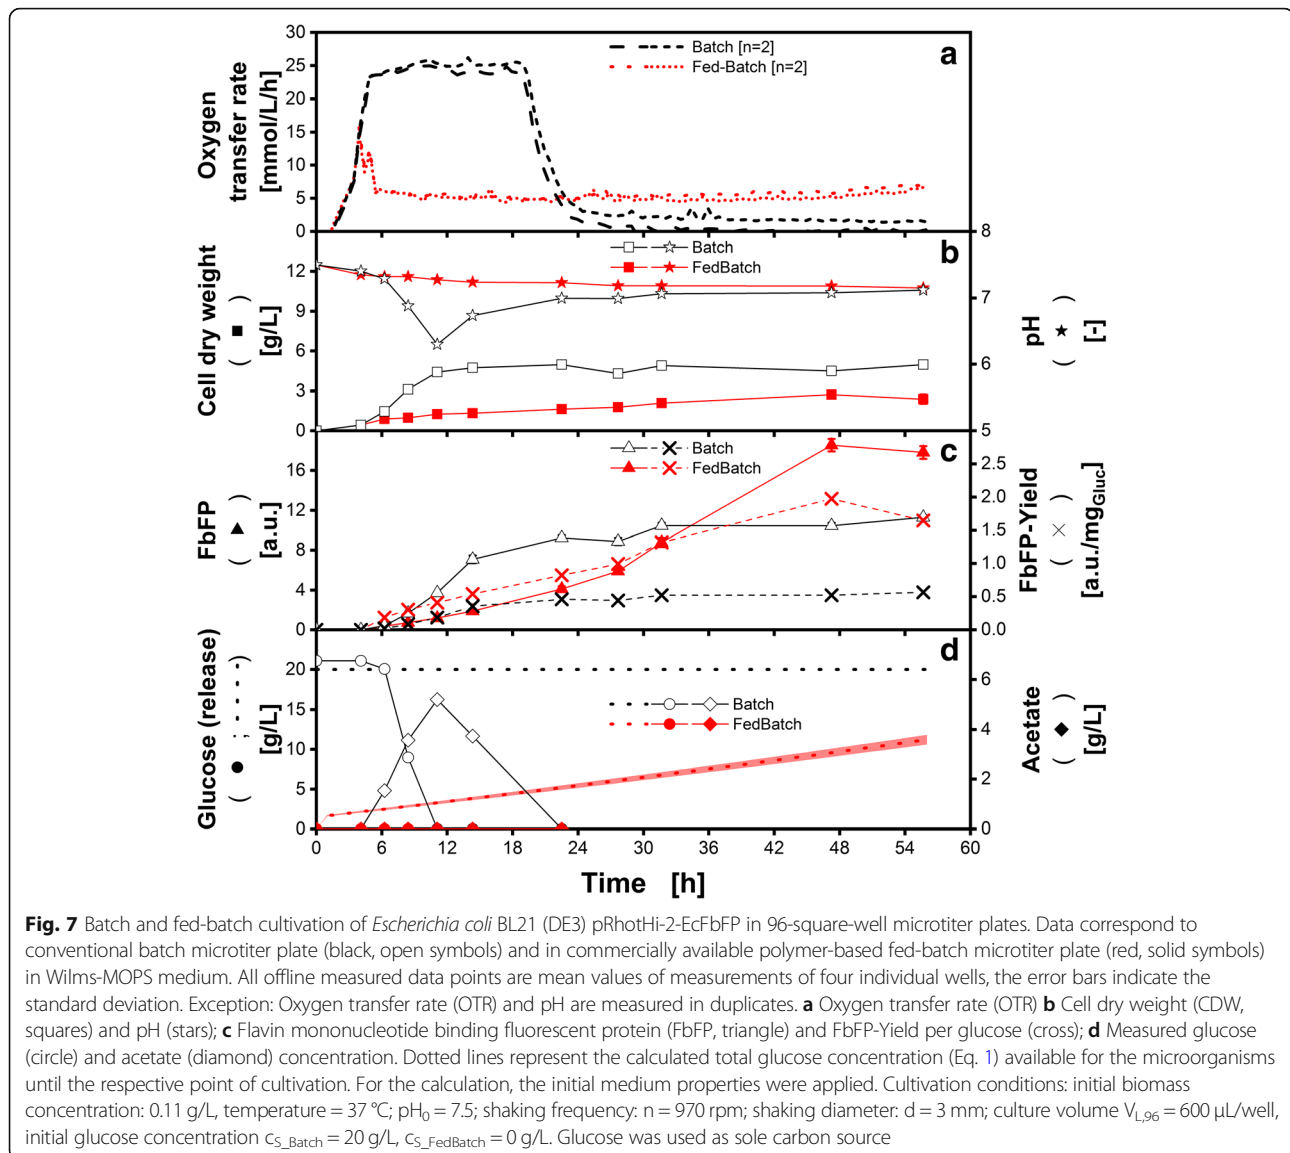 30
25
20
15
10
5
0
Oxygen
transfer rate
[mmol/L/h]
Batch [n=2]
Fed-Batch [n=2]
a
12
9
6
3
0
Cell dry weight
( ■ )
[g/L]
Batch
FedBatch
b
8
7
6
5
pH
( ★ )
[-]
16
12
8
4
0
FbFP
( ▲ )
[a.u.]
Batch
FedBatch
c
2.5
2.0
1.5
1.0
0.5
0.0
FbFP-Yield
( × )
[a.u./mgGluc]
20
15
10
5
0
Glucose (release)
( ● ; ····· )
[g/L]
Batch
FedBatch
d
6
4
2
0
Acetate
( ◆ )
[g/L]
0 6 12 18 24 30 36 42 48 54 60
Time [h]
Fig. 7 Batch and fed-batch cultivation of Escherichia coli BL21 (DE3) pRhotHi-2-EcFbFP in 96-square-well microtiter plates. Data correspond to
conventional batch microtiter plate (black, open symbols) and in commercially available polymer-based fed-batch microtiter plate (red, solid symbols)
in Wilms-MOPS medium. All offline measured data points are mean values of measurements of four individual wells, the error bars indicate the
standard deviation. Exception: Oxygen transfer rate (OTR) and pH are measured in duplicates. a Oxygen transfer rate (OTR) b Cell dry weight (CDW,
squares) and pH (stars); c Flavin mononucleotide binding fluorescent protein (FbFP, triangle) and FbFP-Yield per glucose (cross); d Measured glucose
(circle) and acetate (diamond) concentration. Dotted lines represent the calculated total glucose concentration (Eq. 1) available for the microorganisms
until the respective point of cultivation. For the calculation, the initial medium properties were applied. Cultivation conditions: initial biomass
concentration: 0.11 g/L, temperature = 37 °C; pH0 = 7.5; shaking frequency: n = 970 rpm; shaking diameter: d = 3 mm; culture volume VL,96 = 600 μL/well,
initial glucose concentration cS_Batch = 20 g/L, cS_FedBatch = 0 g/L. Glucose was used as sole carbon source